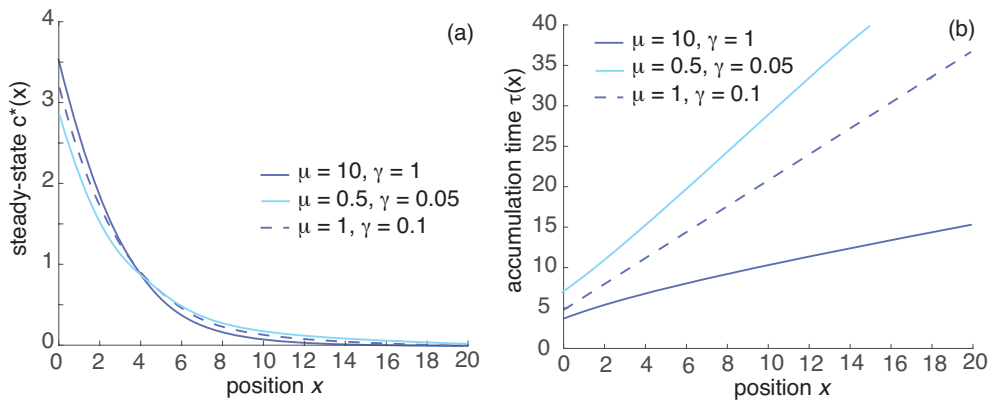 (a)
steady-state c*(x)
4
3
2
1
0
μ = 10, γ = 1
μ = 0.5, γ = 0.05
μ = 1, γ = 0.1
0 2 4 6 8 10 12 14 16 18 20
position x
(b)
accumulation time τ(x)
40
35
30
25
20
15
10
5
0
μ = 10, γ = 1
μ = 0.5, γ = 0.05
μ = 1, γ = 0.1
0 2 4 6 8 10 12 14 16 18 20
position x